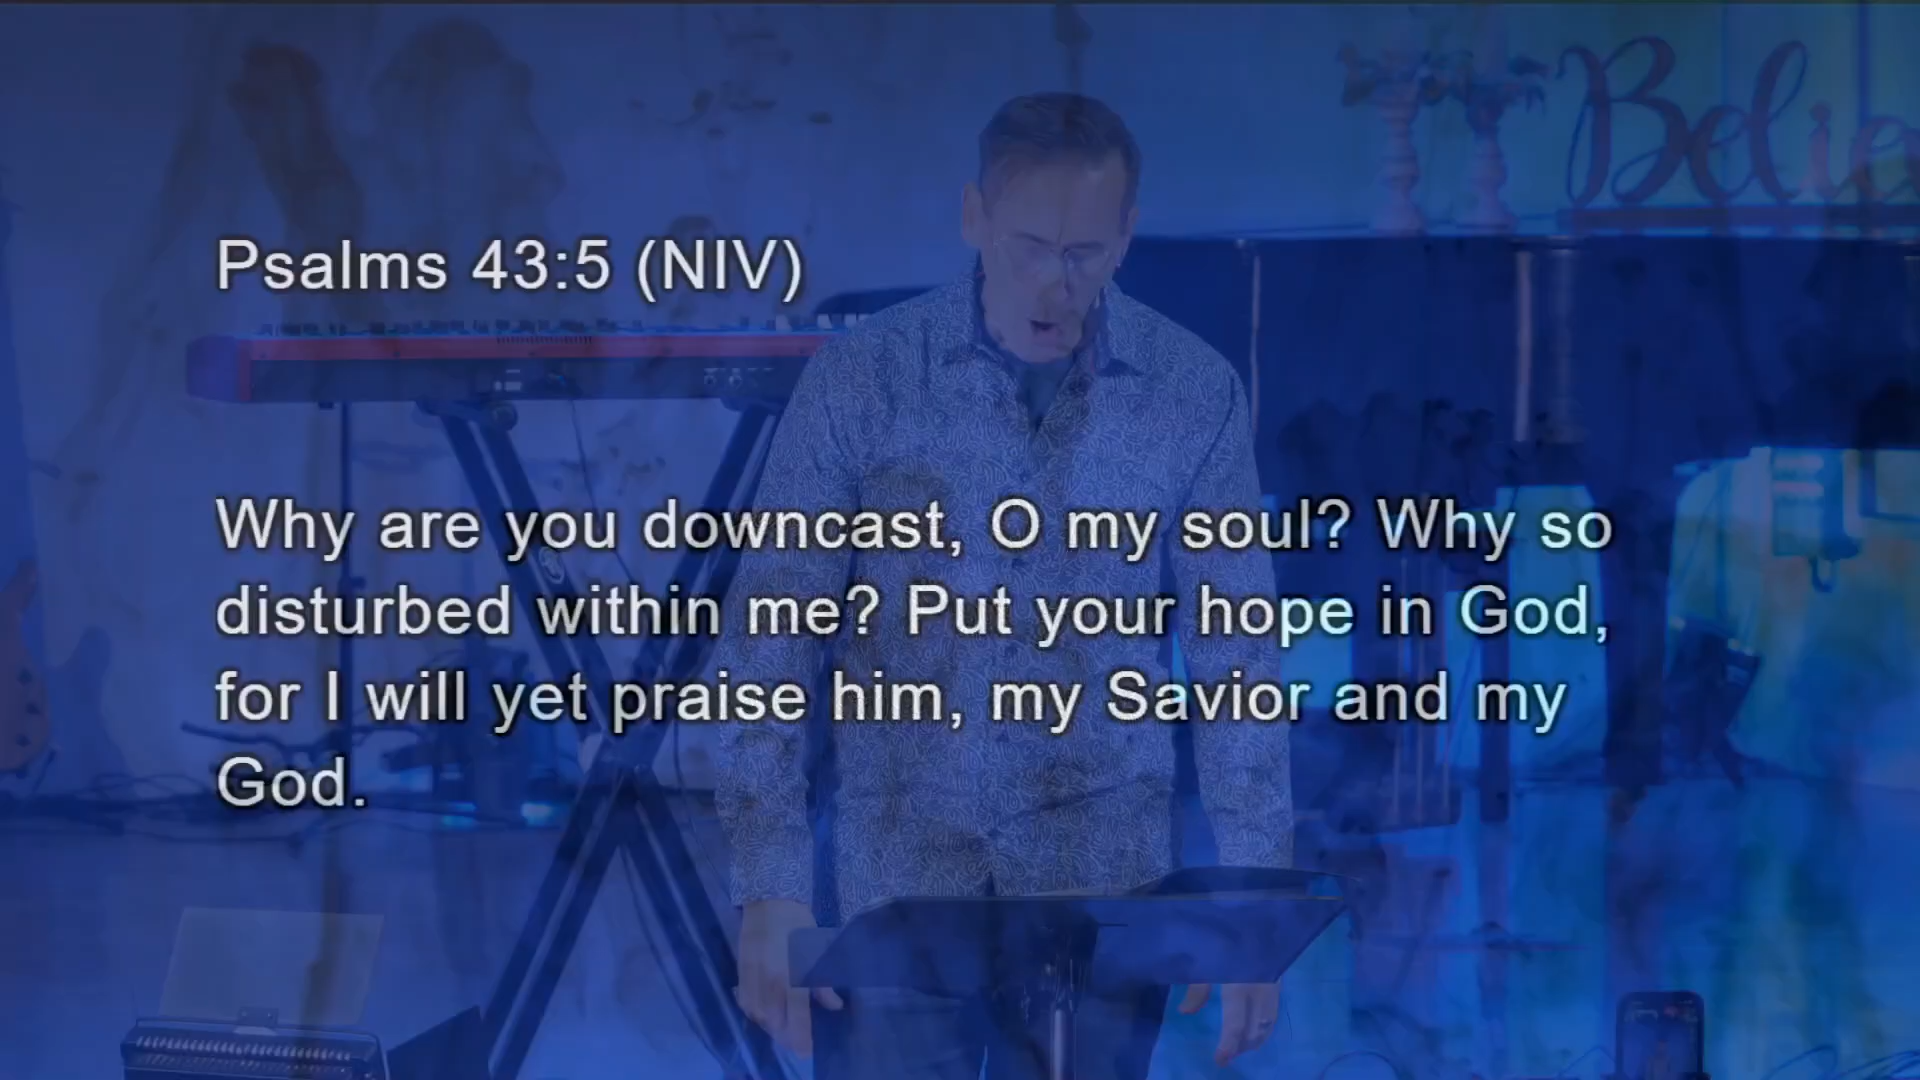 Believe
Psalms 43:5 (NIV)
Why are you downcast, O my soul? Why so
disturbed within me? Put your hope in God,
for I will yet praise him, my Savior and my
God.